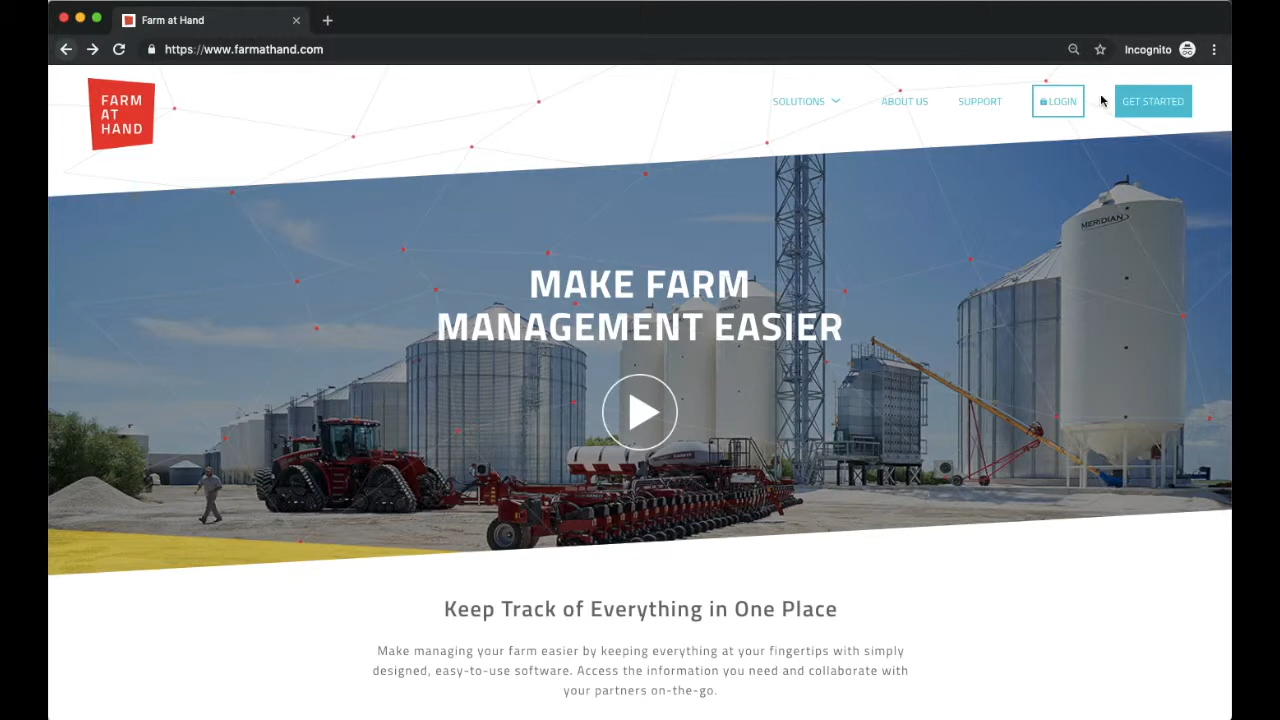 Farm at Hand
https://www.farmathand.com
Incognito
FARM
AT
HAND
SOLUTIONS
ABOUT US
SUPPORT
LOGIN
GET STARTED
MERIDIAN
MAKE FARM
MANAGEMENT EASIER
Keep Track of Everything in One Place
Make managing your farm easier by keeping everything at your fingertips with simply
designed, easy-to-use software. Access the information you need and collaborate with
your partners on-the-go.